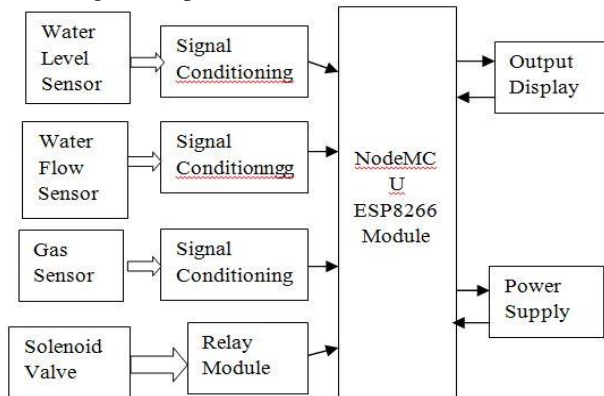 Water
Level
Sensor
Signal
Conditioning
Water
Flow
Sensor
Signal
Conditionngg
Gas
Sensor
Signal
Conditioning
Solenoid
Valve
Relay
Module
NodeMC
U
ESP8266
Module
Output
Display
Power
Supply